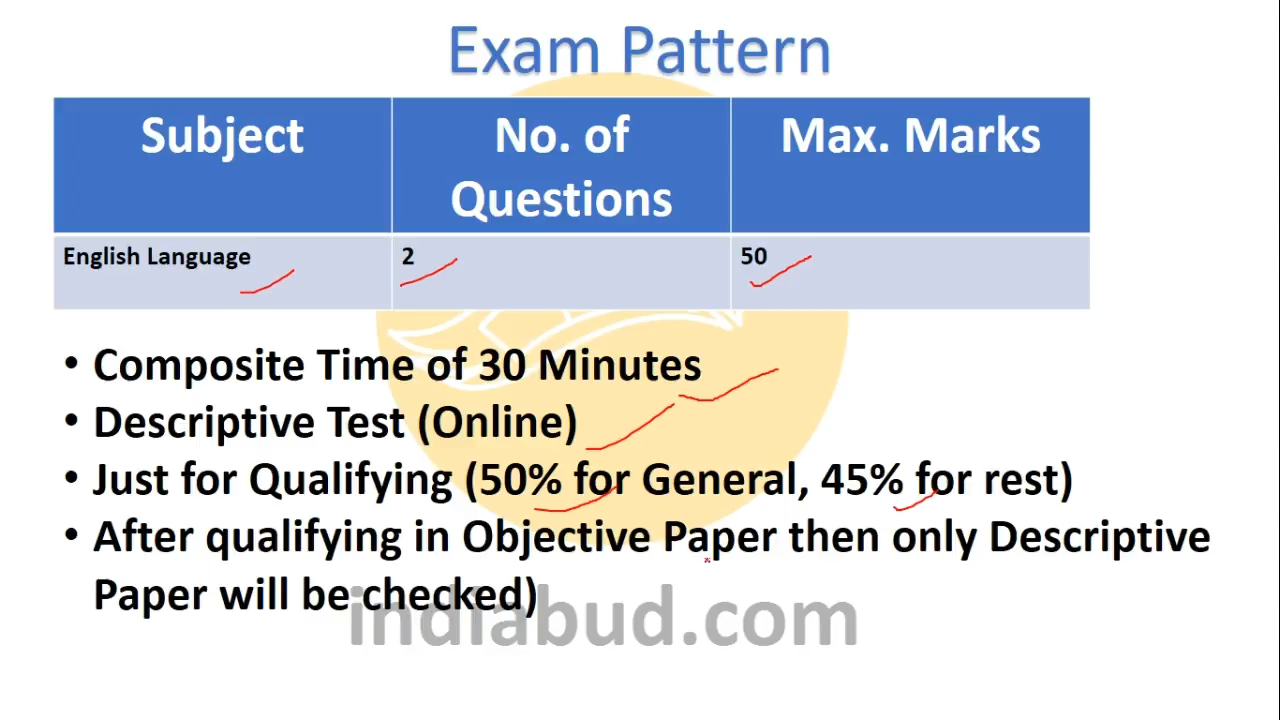 Exam Pattern
Subject
No. of
Questions
Max. Marks
English Language
2
50
• Composite Time of 30 Minutes
• Descriptive Test (Online)
• Just for Qualifying (50% for General, 45% for rest)
• After qualifying in Objective Paper then only Descriptive
Paper will be checked)
indiabud.com